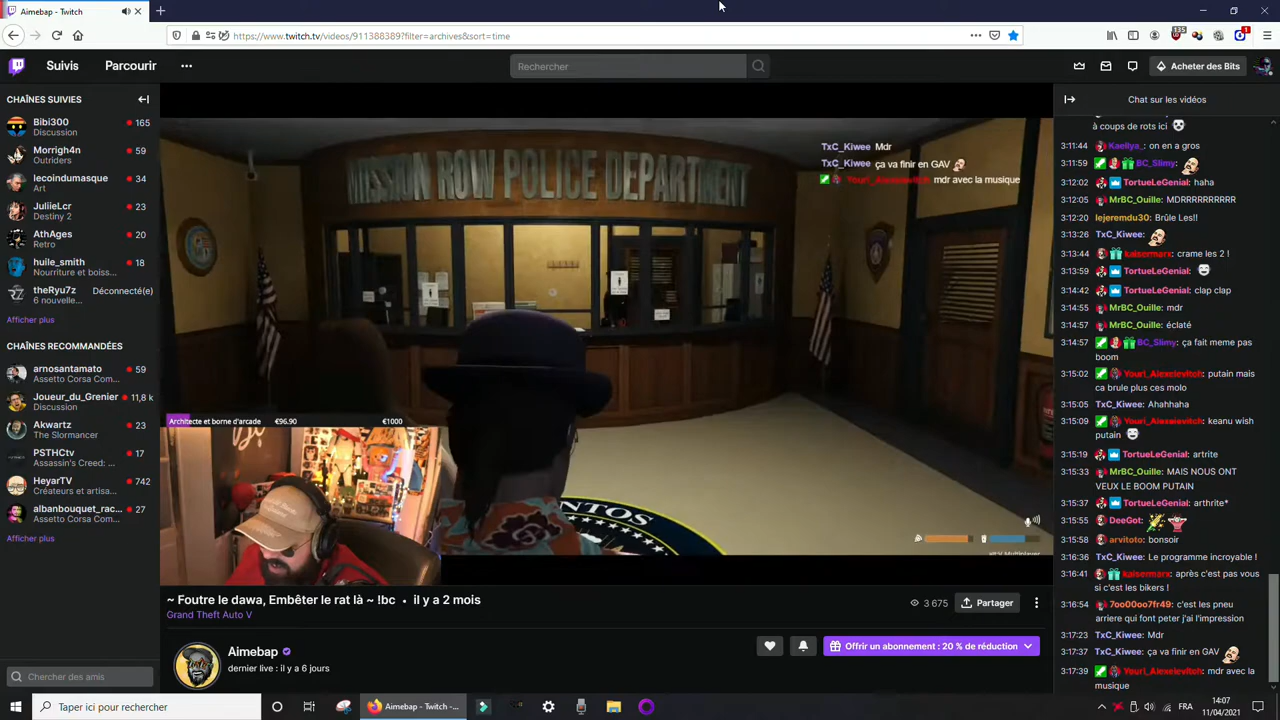 Aimebap - Twitch
https://www.twitch.tv/videos/911388389?filter=archives&sort=time
135
1
Suivis
Parcourir
Rechercher
Acheter des Bits
CHAÎNES SUIVIES
Bibi300
165
Discussion
Morrigh4n
59
Outriders
lecoindumasque
34
Art
JuliieLcr
23
Destiny 2
AthAges
20
Retro
huile_smith
18
Nourriture et boiss...
theRyu7z
Déconnecté(e)
6 nouvelle...
Afficher plus
CHAÎNES RECOMMANDÉES
arnosantamato
59
Assetto Corsa Com...
Joueur_du_Grenier
11,8 k
Discussion
Akwartz
23
The Slormancer
PSTHCtv
17
Assassin's Creed: ...
HeyarTV
742
Créateurs et artisa...
albanbouquet_rac...
27
Assetto Corsa Com...
Afficher plus
Chercher des amis
MISSION ROW POLICE DEPARTMENT
TxC_Kiwee Mdr
TxC_Kiwee ça va finir en GAV
Youri_Alexeievitch mdr avec la musique
Architecte et borne d'arcade €96.90 €1000
SANTOS
Multiplayer
~ Foutre le dawa, Embêter le rat là ~ !bc • il y a 2 mois
Grand Theft Auto V
3 675
Partager
Aimebap
dernier live : il y a 6 jours
Offrir un abonnement : 20 % de réduction
Chat sur les vidéos
à coups de rots ici
3:11:44 Kaeliya_: on en a gros
3:11:59 BC_Slimy:
3:12:02 TortueLeGenial: haha
3:12:05 MrBC_Ouille: MDRRRRRRRRR
3:12:20 lejeremdu30: Brûle Les!!
3:13:26 TxC_Kiwee:
3:13:44 kaisermarx: crame les 2 !
3:13:59 TortueLeGenial:
3:14:42 TortueLeGenial: clap clap
3:14:55 MrBC_Ouille: mdr
3:14:57 MrBC_Ouille: éclaté
3:14:57 BC_Slimy: ça fait meme pas
boom
3:15:02 Youri_Alexeievitch: putain mais
ca brule plus ces molo
3:15:05 TxC_Kiwee: Ahahhaha
3:15:09 Youri_Alexeievitch: keanu wish
putain
3:15:19 TortueLeGenial: artrite
3:15:33 MrBC_Ouille: MAIS NOUS ONT
VEUX LE BOOM PUTAIN
3:15:37 TortueLeGenial: arthrite*
3:15:55 DeeGot:
3:15:58 arvitoto: bonsoir
3:16:36 TxC_Kiwee: Le programme incroyable !
3:16:41 kaisermarx: après c'est pas vous
si c'est les bikers !
3:16:54 7oo00oo7fr49: c'est les pneu
arriere qui font peter j'ai l'impression
3:17:23 TxC_Kiwee: Mdr
3:17:37 TxC_Kiwee: ça va finir en GAV
3:17:39 Youri_Alexeievitch: mdr avec la
musique
Taper ici pour rechercher
Aimebap - Twitch -...
FRA
14:07
11/04/2021